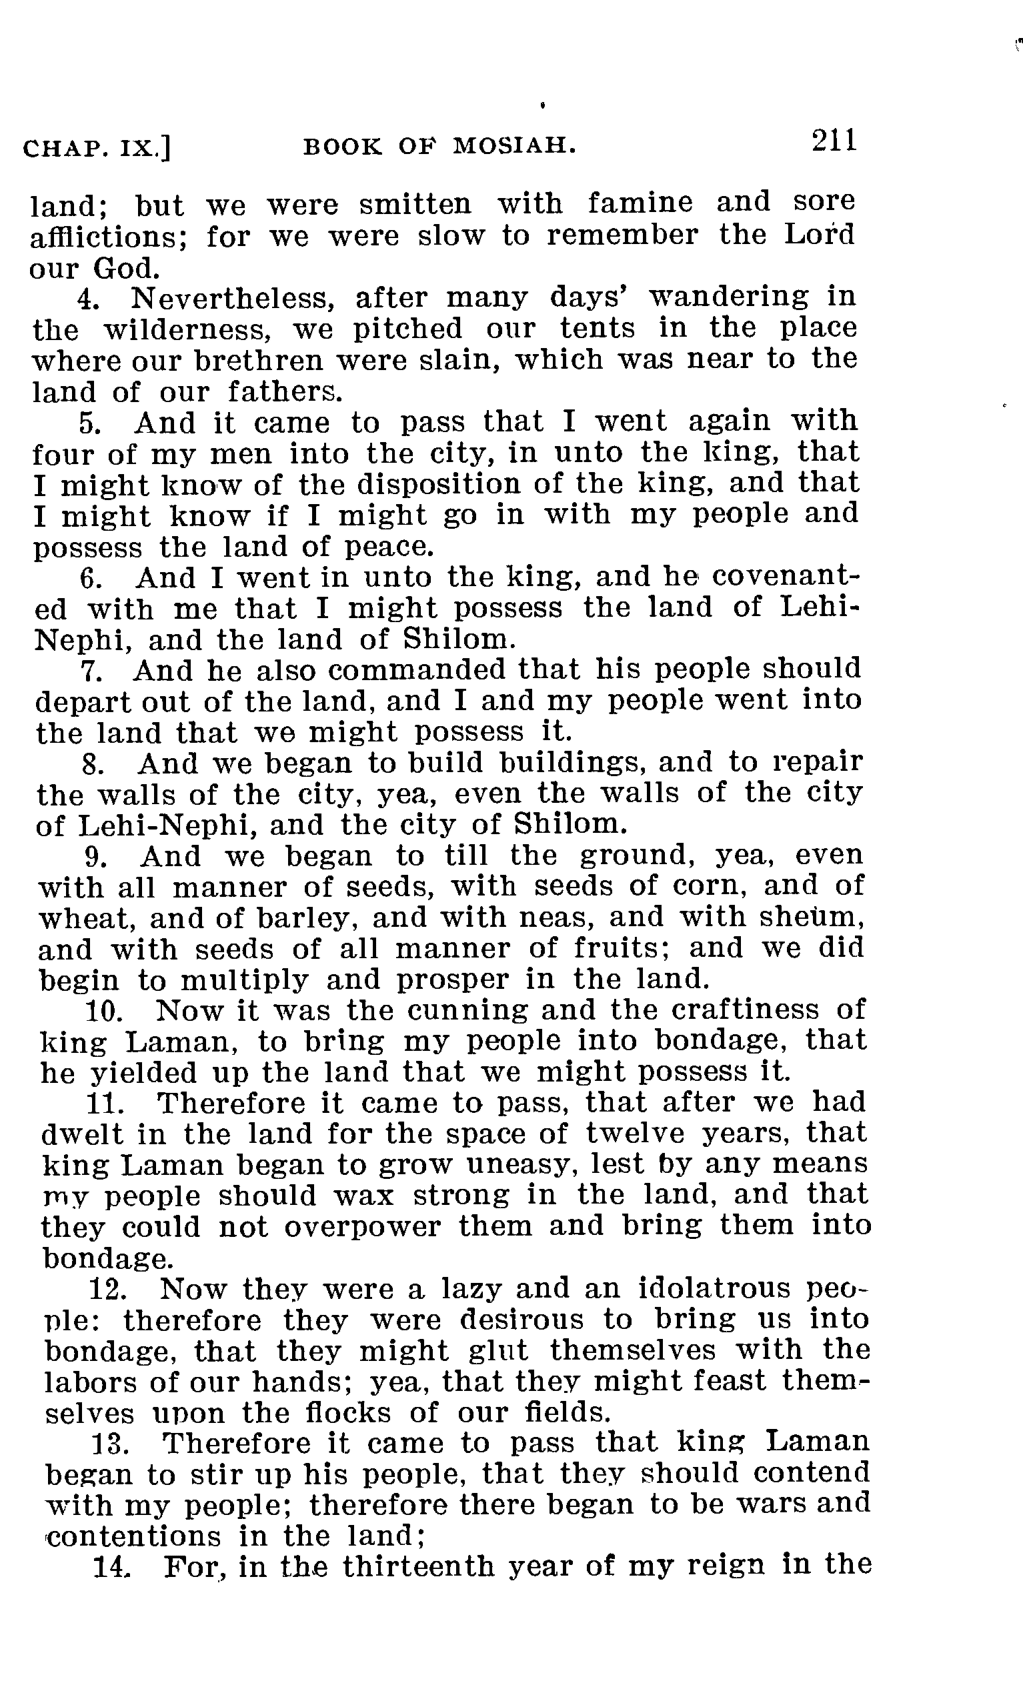 CHAP. IX.] BOOK OF MOSIAH. 211
land; but we were smitten with famine and sore
afflictions; for we were slow to remember the Lord
our God.
4. Nevertheless, after many days' wandering in
the wilderness, we pitched our tents in the place
where our brethren were slain, which was near to the
land of our fathers.
5. And it came to pass that I went again with
four of my men into the city, in unto the king, that
I might know of the disposition of the king, and that
I might know if I might go in with my people and
possess the land of peace.
6. And I went in unto the king, and he covenant-
ed with me that I might possess the land of Lehi-
Nephi, and the land of Shilom.
7. And he also commanded that his people should
depart out of the land, and I and my people went into
the land that we might possess it.
8. And we began to build buildings, and to repair
the walls of the city, yea, even the walls of the city
of Lehi-Nephi, and the city of Shilom.
9. And we began to till the ground, yea, even
with all manner of seeds, with seeds of corn, and of
wheat, and of barley, and with neas, and with sheum,
and with seeds of all manner of fruits; and we did
begin to multiply and prosper in the land.
10. Now it was the cunning and the craftiness of
king Laman, to bring my people into bondage, that
he yielded up the land that we might possess it.
11. Therefore it came to pass, that after we had
dwelt in the land for the space of twelve years, that
king Laman began to grow uneasy, lest by any means
my people should wax strong in the land, and that
they could not overpower them and bring them into
bondage.
12. Now they were a lazy and an idolatrous peo-
ple: therefore they were desirous to bring us into
bondage, that they might glut themselves with the
labors of our hands; yea, that they might feast them-
selves upon the flocks of our fields.
13. Therefore it came to pass that king Laman
began to stir up his people, that they should contend
with my people; therefore there began to be wars and
contentions in the land;
14. For, in the thirteenth year of my reign in the